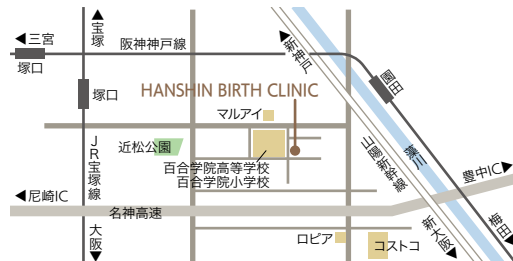 ▲宝塚
◀三宮
阪神神戸線
▲新神戸
塚口
塚口
園田
HANSHIN BIRTH CLINIC
マルアイ
藻川
近松公園
JR宝塚線
百合学院高等学校
百合学院小学校
山陽新幹線
豊中IC▶
◀尼崎IC
名神高速
大阪▼
ロピア
コストコ
新大阪▼
梅田▼